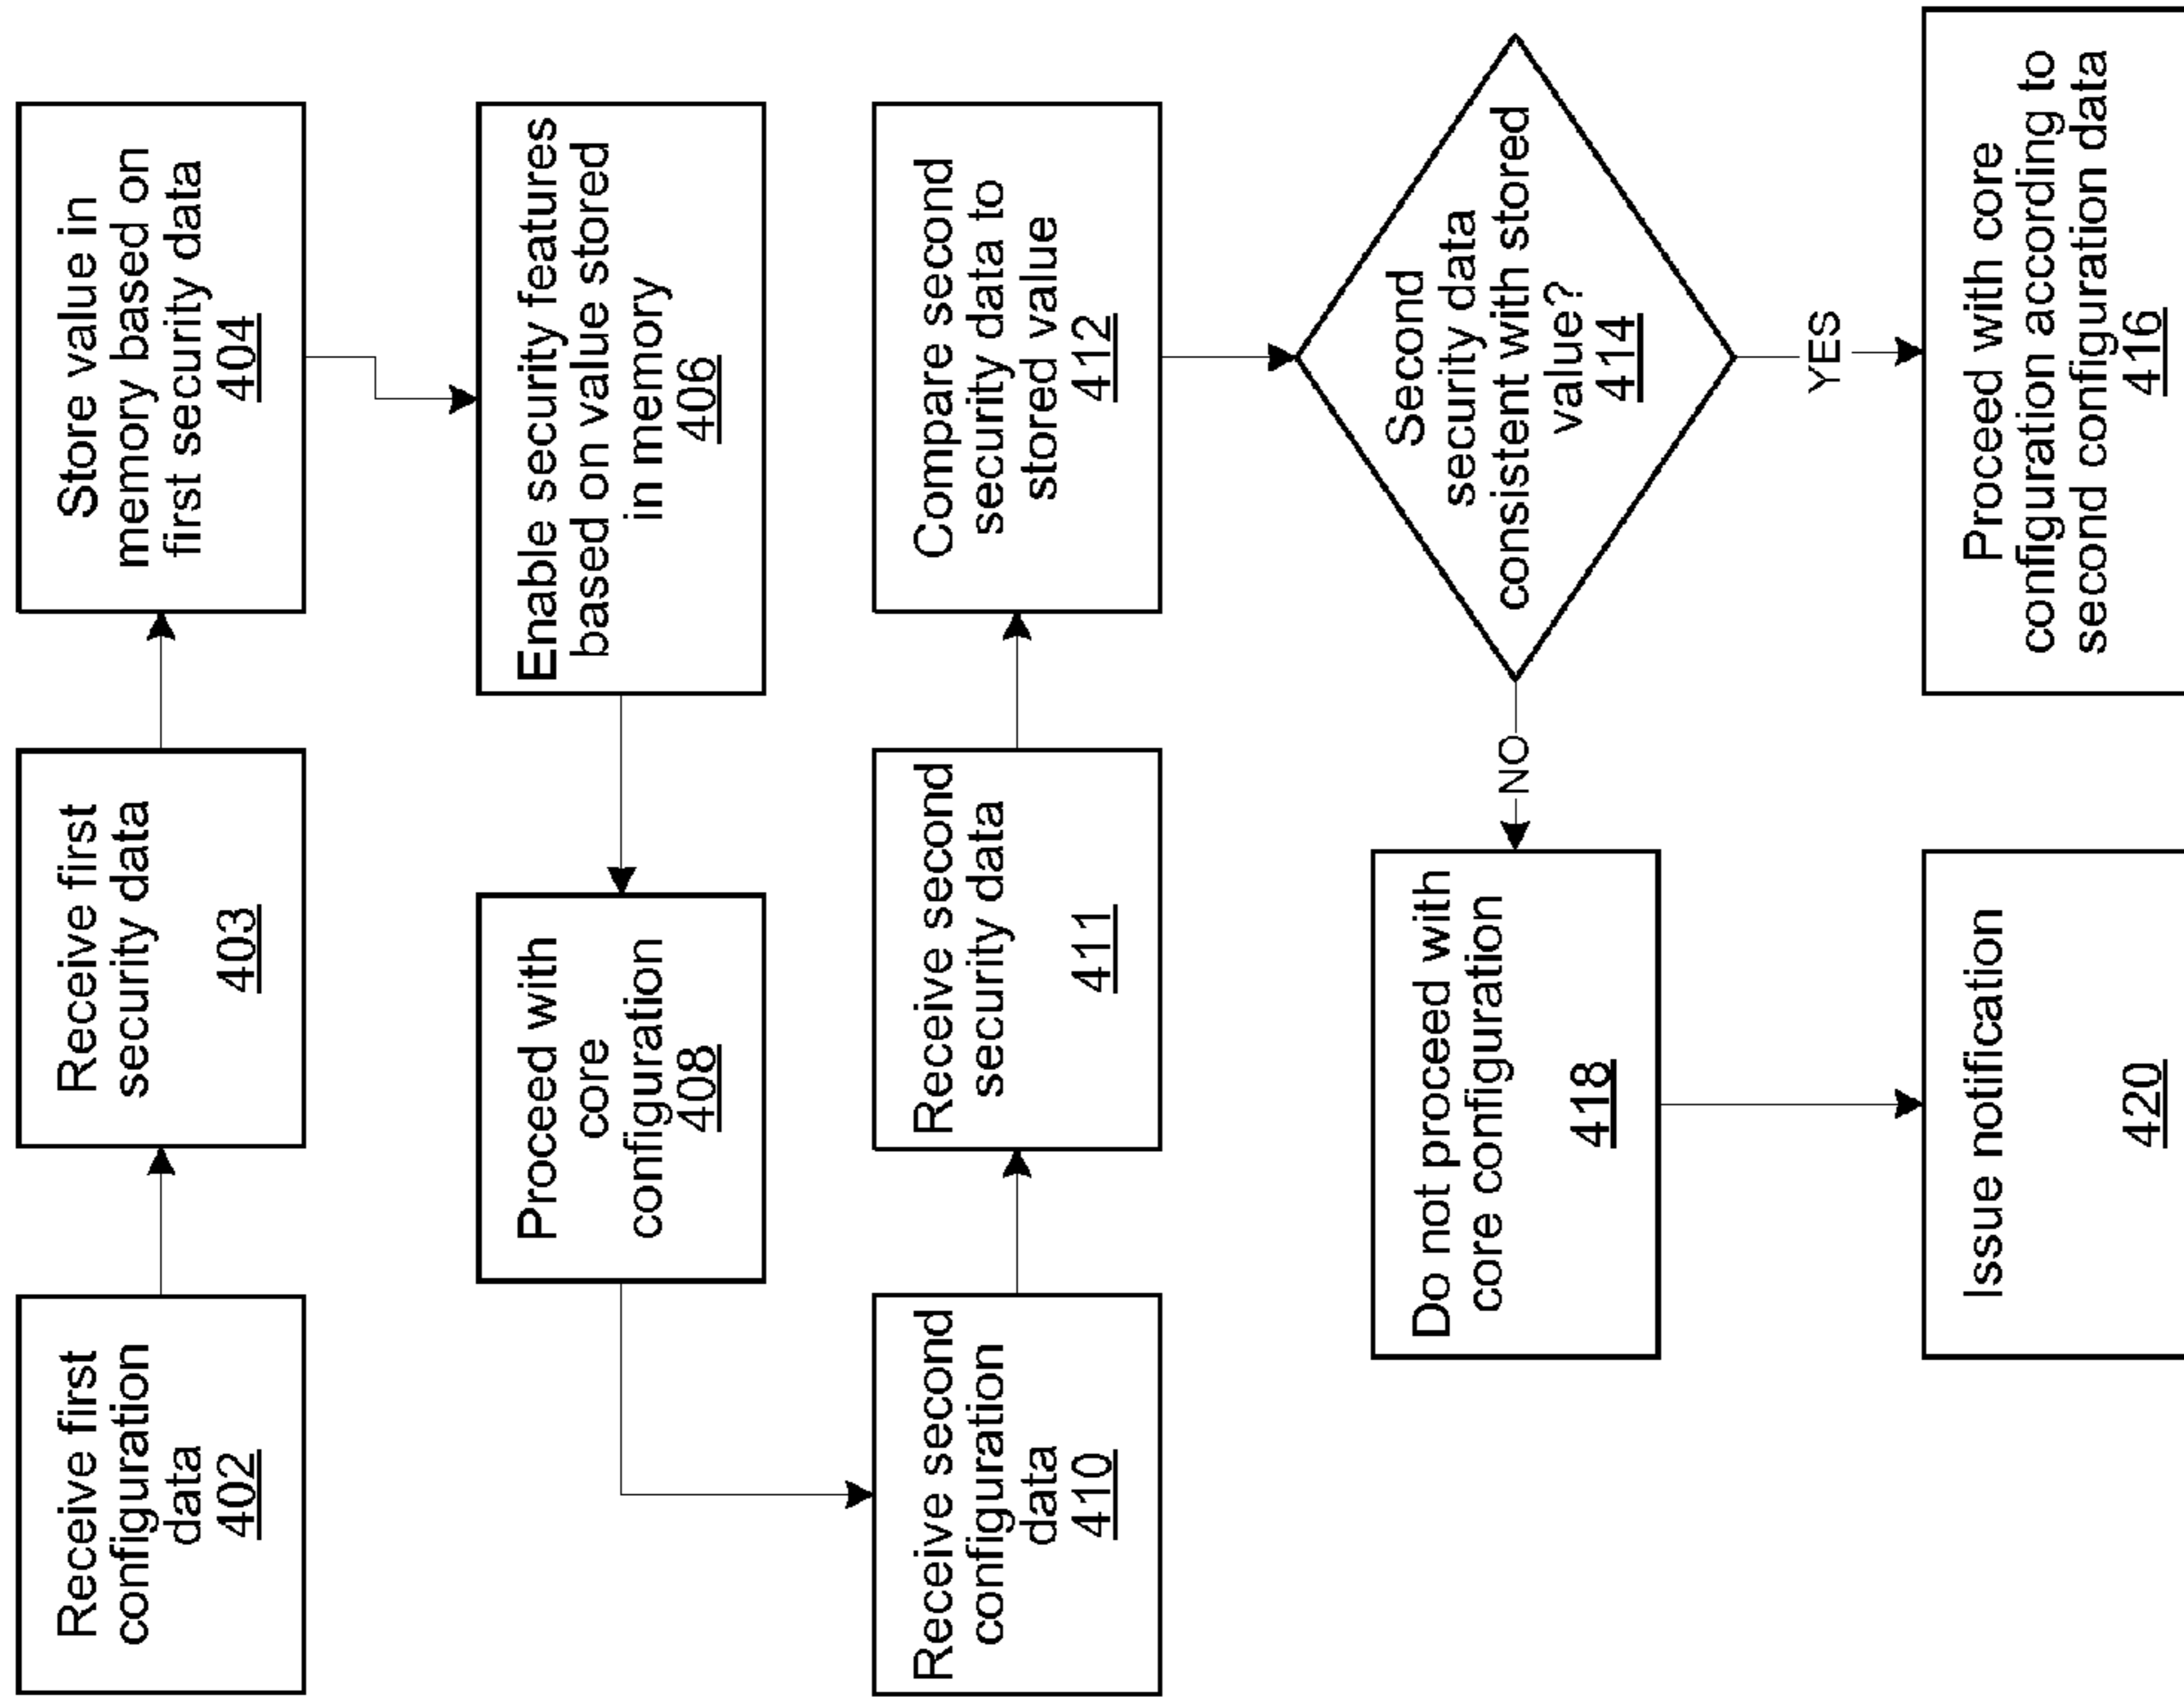 Receive first
configuration
data
402
Receive first
security data
403
Store value in
memory based on
first security data
404
Enable security features
based on value stored
in memory
406
Proceed with
core
configuration
408
Receive second
configuration
data
410
Receive second
security data
411
Compare second
security data to
stored value
412
Second
security data
consistent with stored
value?
414
NO
YES
Do not proceed with
core configuration
418
Proceed with core
configuration according to
second configuration data
416
Issue notification
420